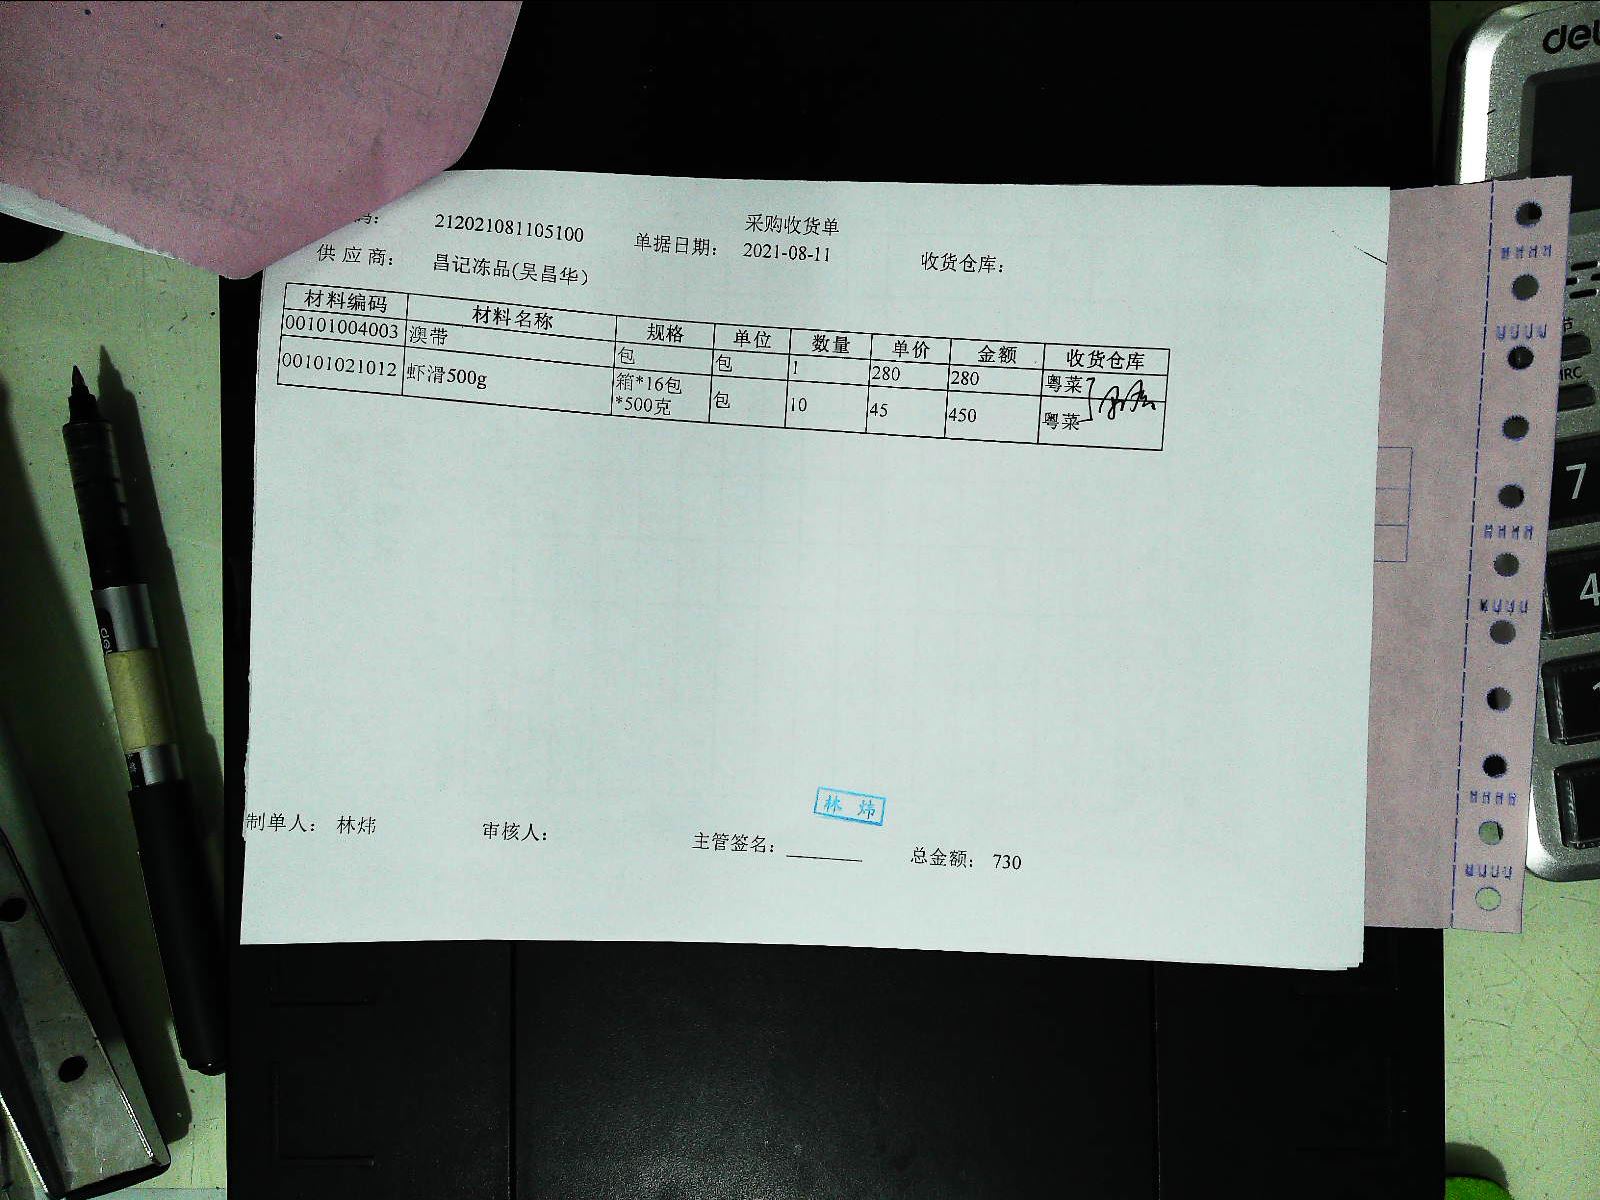 采购收货单
码： 212021081105100 单据日期： 2021-08-11 收货仓库：
供 应 商： 昌记冻品(吴昌华)
材料编码 材料名称 规格 单位 数量 单价 金额 收货仓库
00101004003 澳带 包 包 1 280 280 粤菜
00101021012 虾滑500g 箱*16包 包 10 45 450 粤菜
*500克
林 炜
制单人： 林炜 审核人： 主管签名： 总金额： 730
deli
7
4